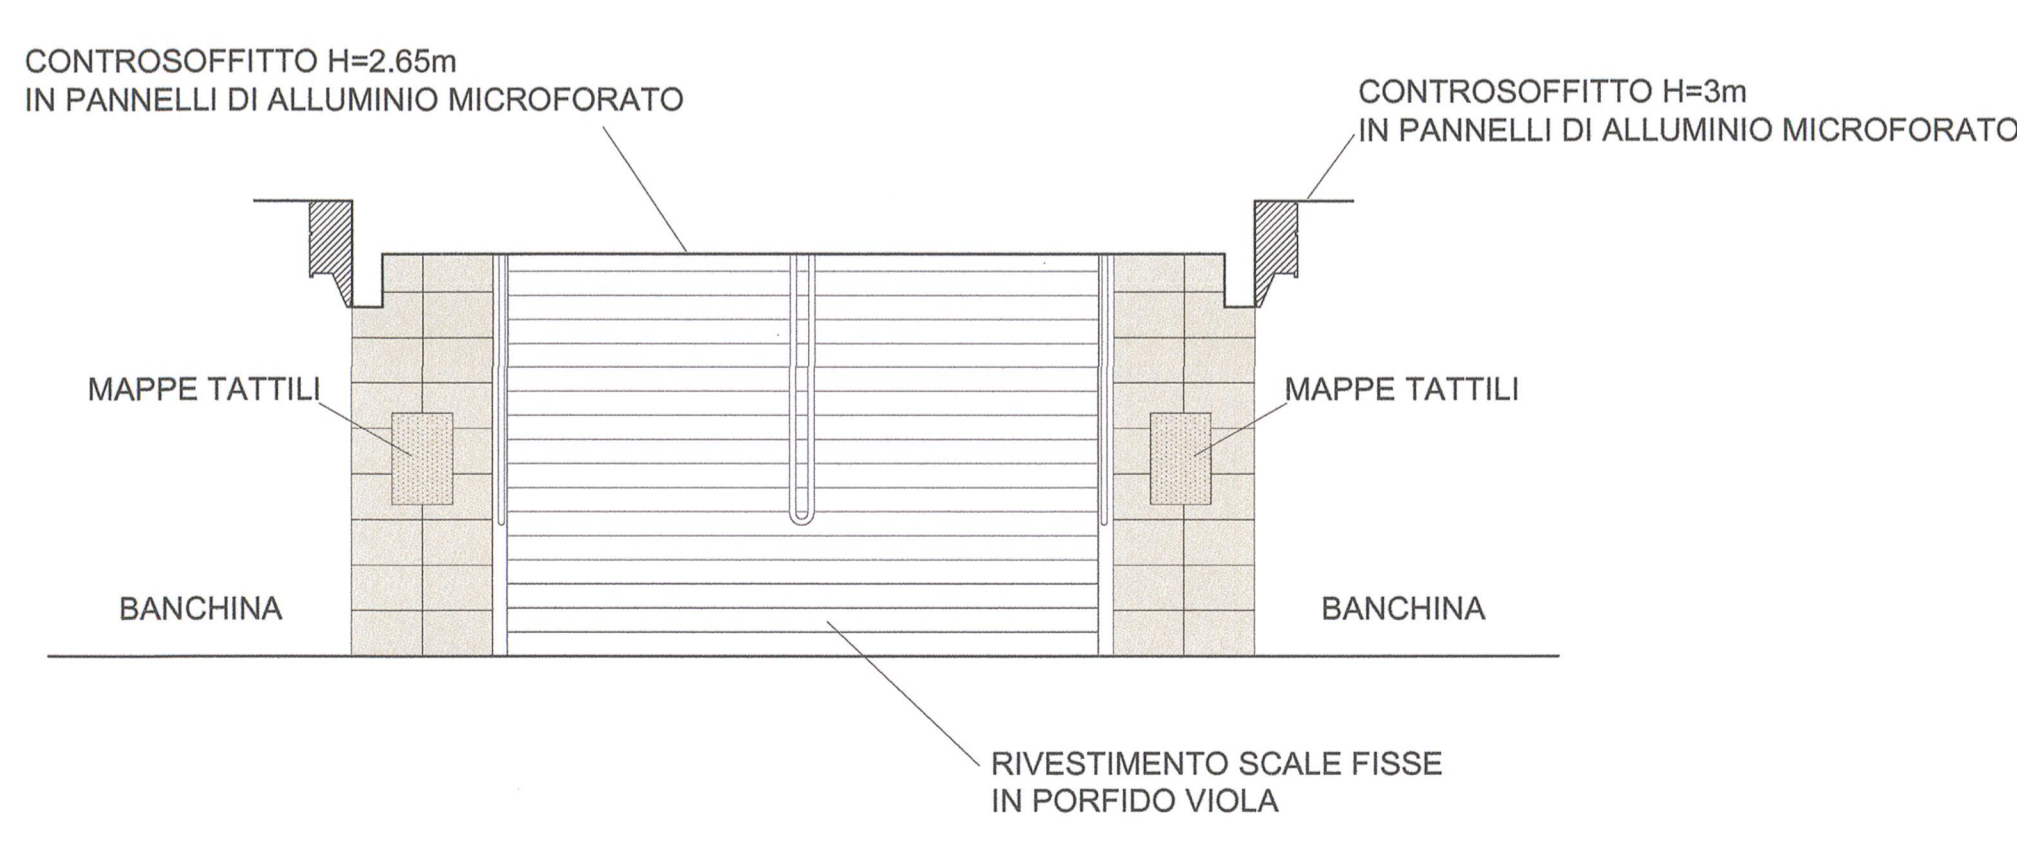 CONTROSOFFITTO H=2.65m
IN PANNELLI DI ALLUMINIO MICROFORATO
CONTROSOFFITTO H=3m
IN PANNELLI DI ALLUMINIO MICROFORATO
MAPPE TATTILI
MAPPE TATTILI
BANCHINA
BANCHINA
RIVESTIMENTO SCALE FISSE
IN PORFIDO VIOLA